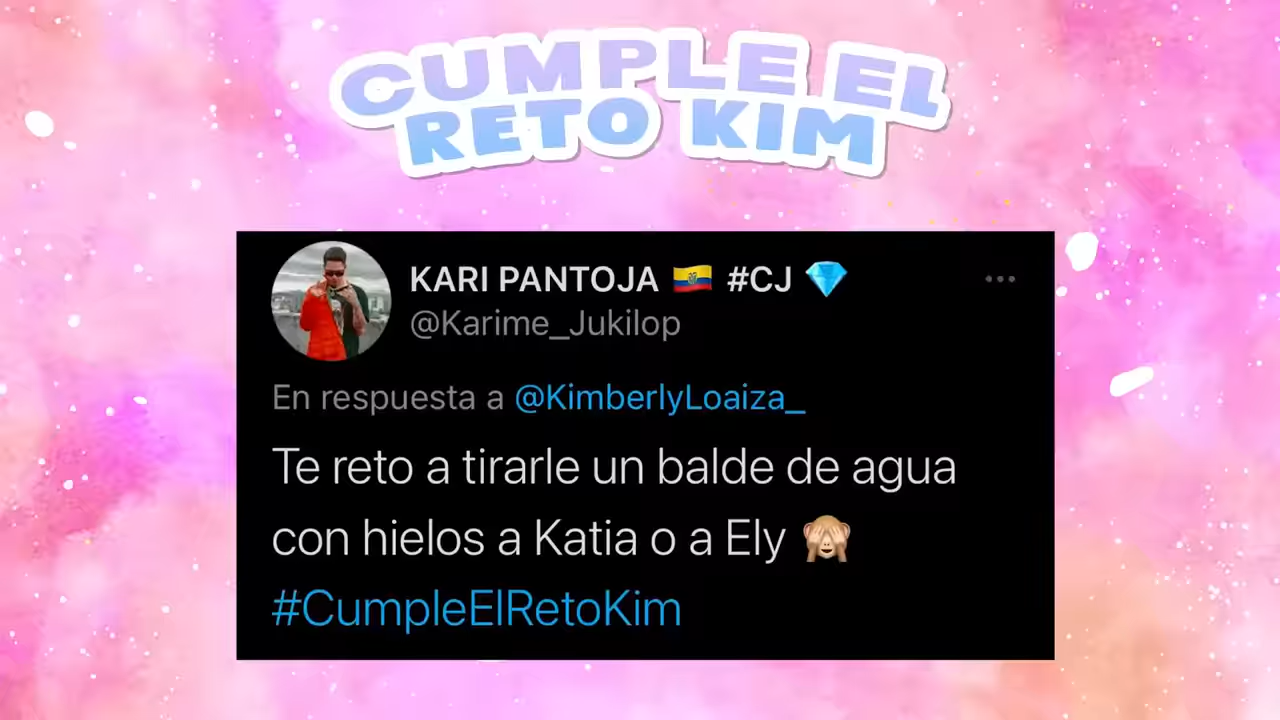 CUMPLE EL
RETO KIM
KARI PANTOJA 🇪🇨 #CJ 💎
@Karime_Jukilop
En respuesta a @KimberlyLoaiza_
Te reto a tirarle un balde de agua
con hielos a Katia o a Ely 🙈
#CumpleElRetoKim